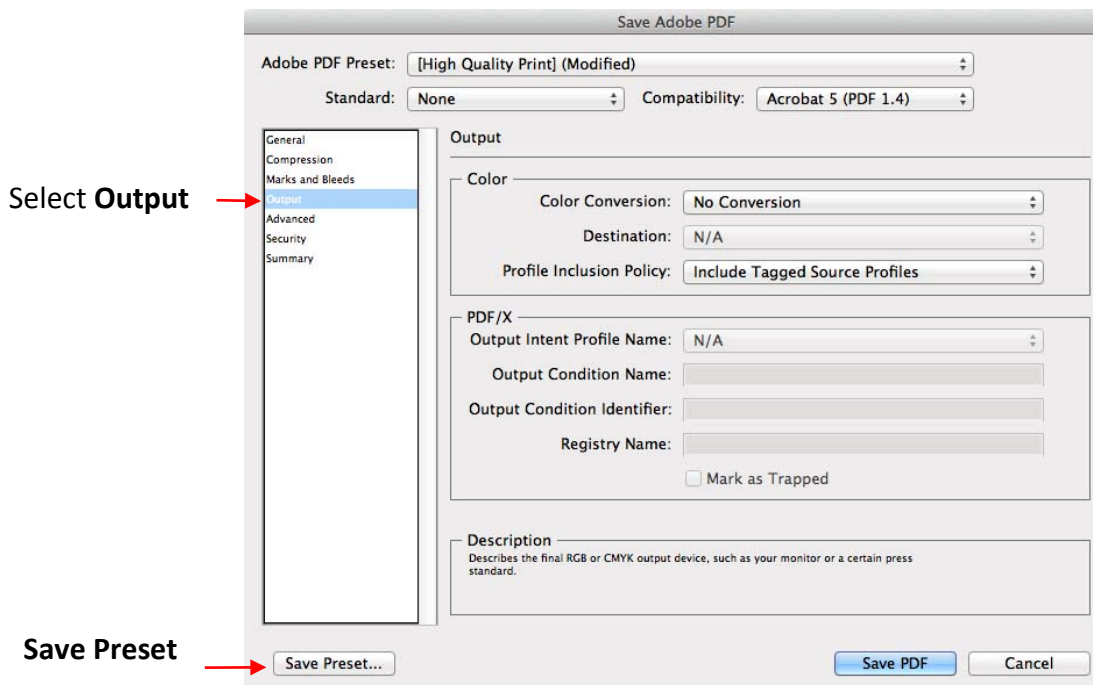 Save Adobe PDF
Adobe PDF Preset: [High Quality Print] (Modified)
Standard: None Compatibility: Acrobat 5 (PDF 1.4)
General
Compression
Marks and Bleeds
Output
Advanced
Security
Summary
Select Output
Output
Color
Color Conversion: No Conversion
Destination: N/A
Profile Inclusion Policy: Include Tagged Source Profiles
PDF/X
Output Intent Profile Name: N/A
Output Condition Name:
Output Condition Identifier:
Registry Name:
Mark as Trapped
Description
Describes the final RGB or CMYK output device, such as your monitor or a certain press
standard.
Save Preset
Save Preset... Save PDF Cancel